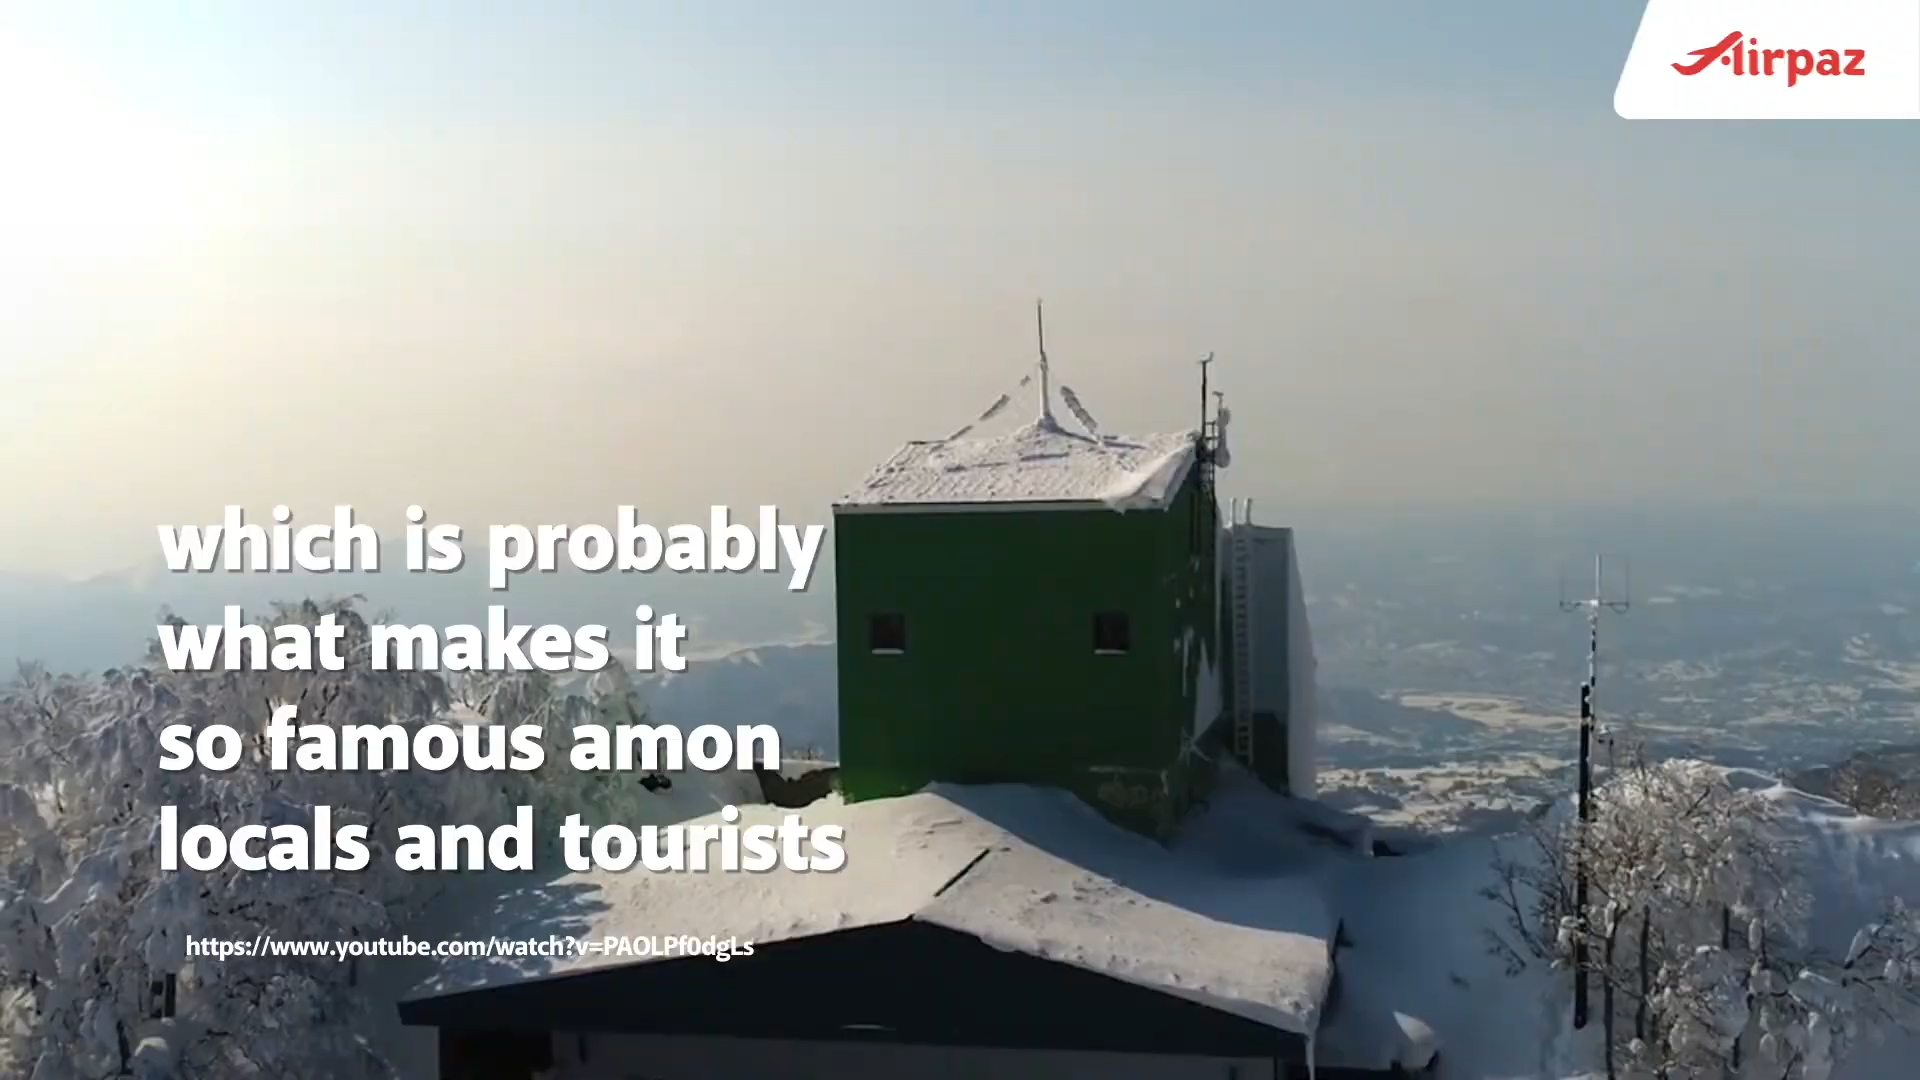 Airpaz
which is probably
what makes it
so famous amon
locals and tourists
https://www.youtube.com/watch?v=PAOLPf0dgLs